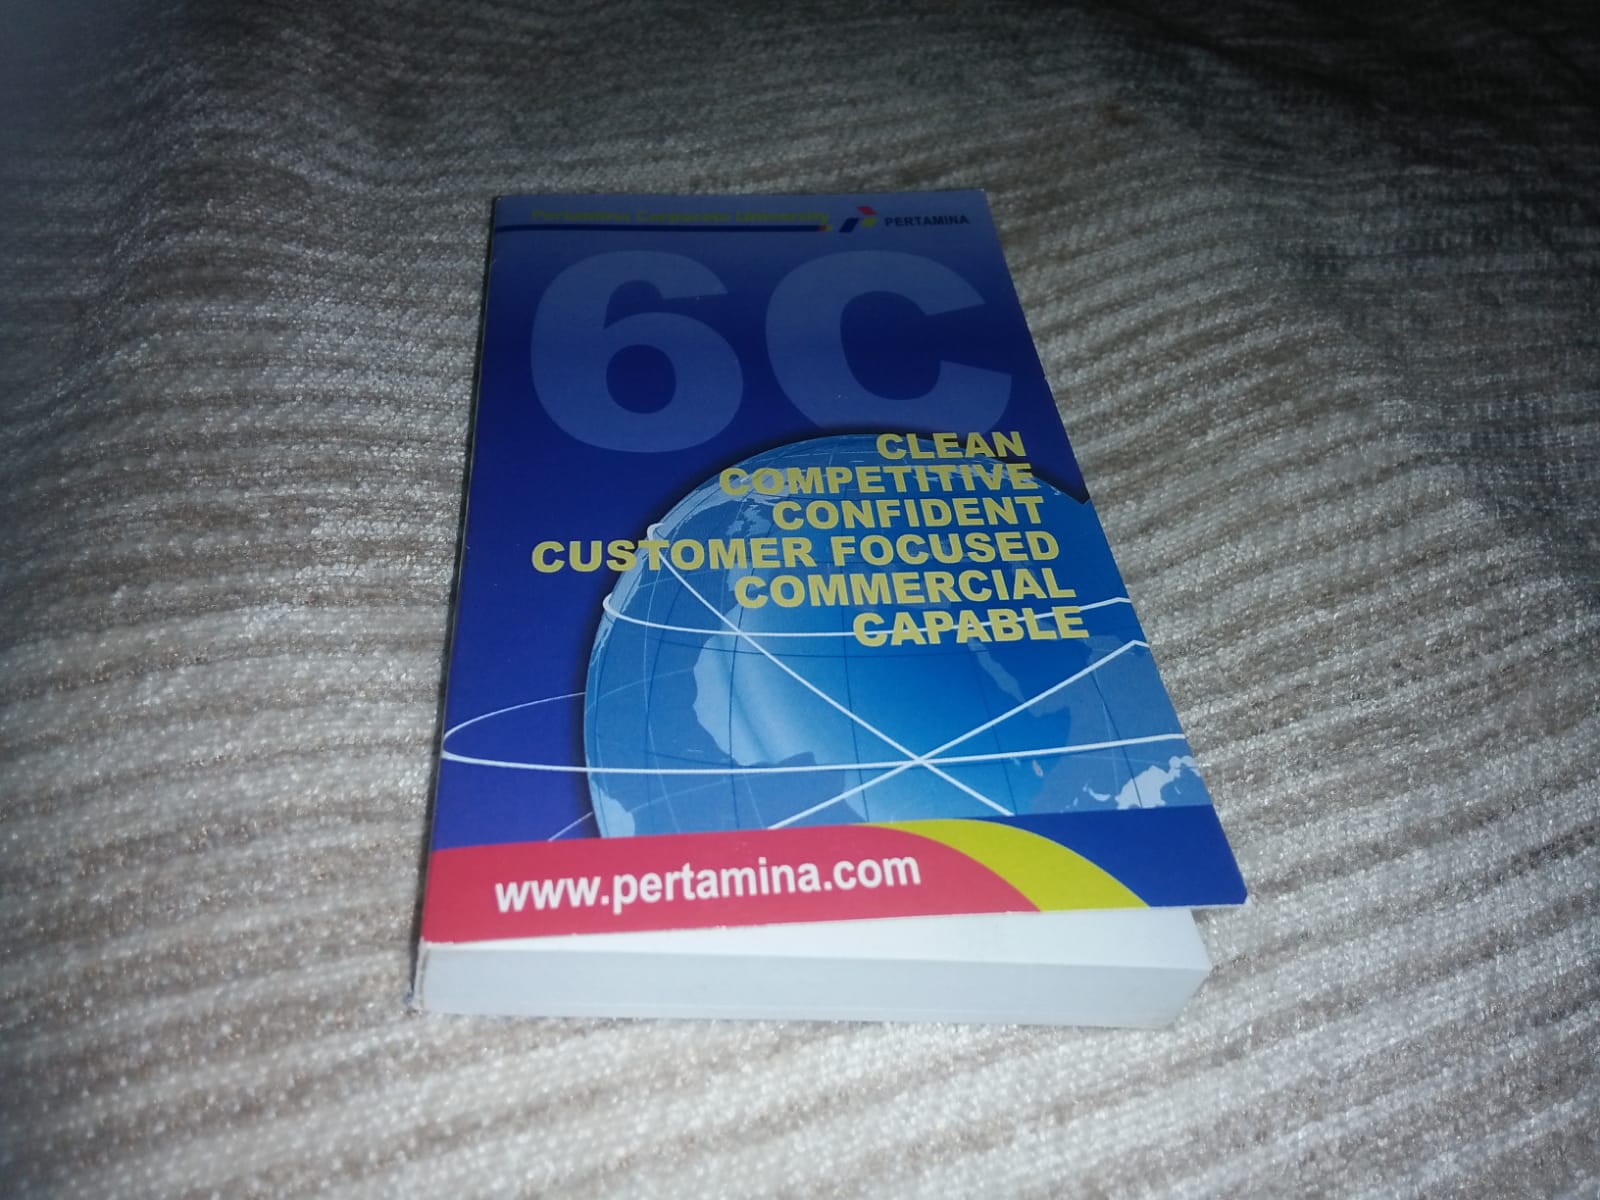 Pertamina Corporate University
PERTAMINA
6C
CLEAN
COMPETITIVE
CONFIDENT
CUSTOMER FOCUSED
COMMERCIAL
CAPABLE
www.pertamina.com